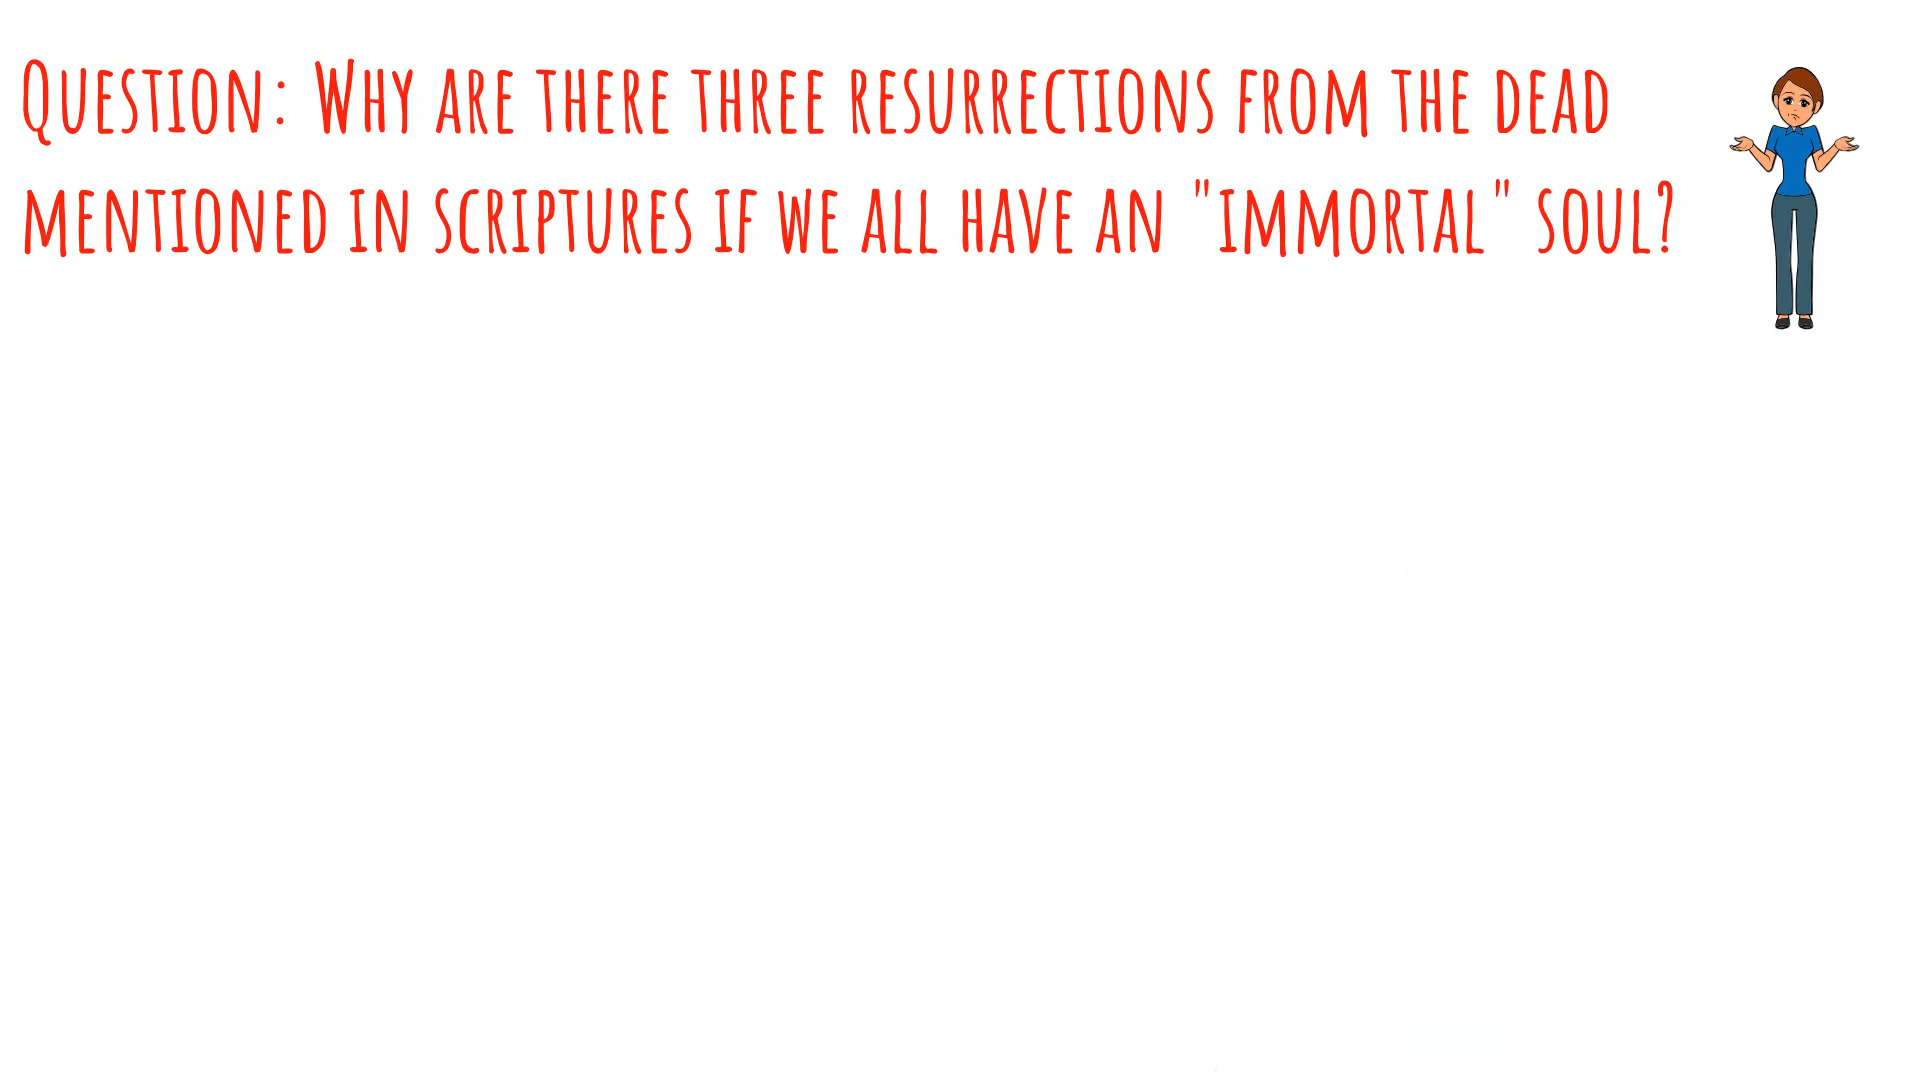 Question: Why are there three resurrections from the dead
mentioned in scriptures if we all have an "immortal" soul?